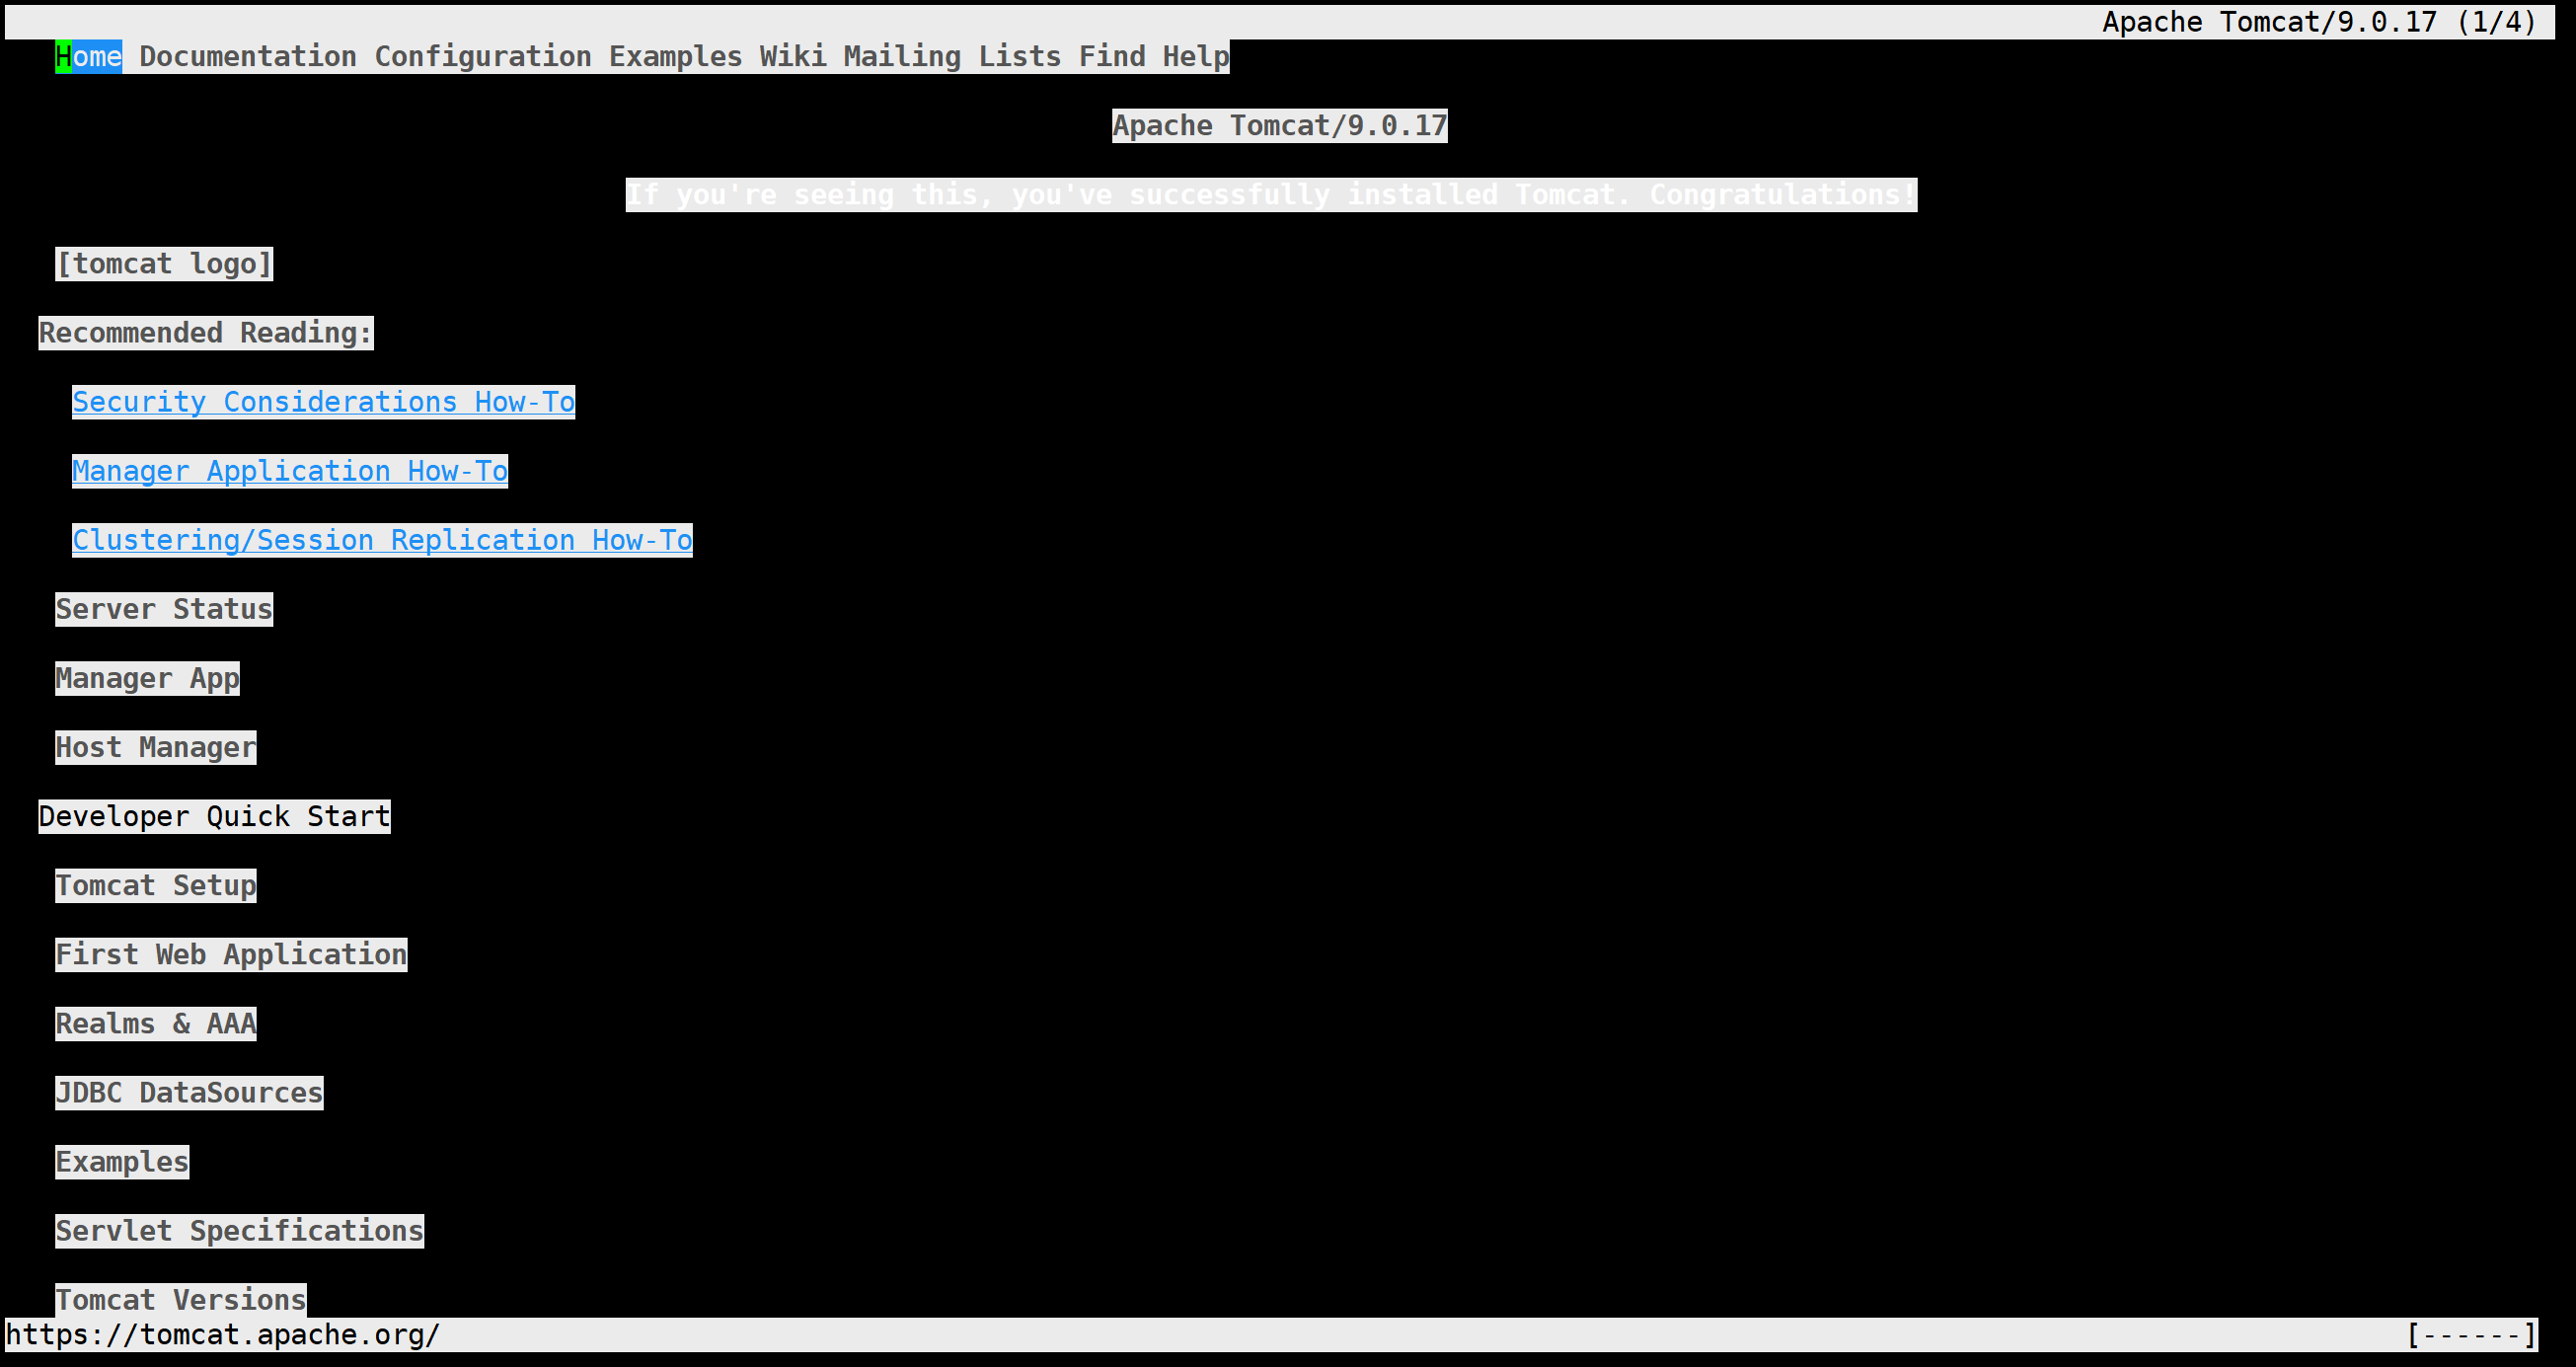 Apache Tomcat/9.0.17 (1/4)
Home Documentation Configuration Examples Wiki Mailing Lists Find Help
Apache Tomcat/9.0.17
If you're seeing this, you've successfully installed Tomcat. Congratulations!
[tomcat logo]
Recommended Reading:
Security Considerations How-To
Manager Application How-To
Clustering/Session Replication How-To
Server Status
Manager App
Host Manager
Developer Quick Start
Tomcat Setup
First Web Application
Realms & AAA
JDBC DataSources
Examples
Servlet Specifications
Tomcat Versions
https://tomcat.apache.org/ [------]